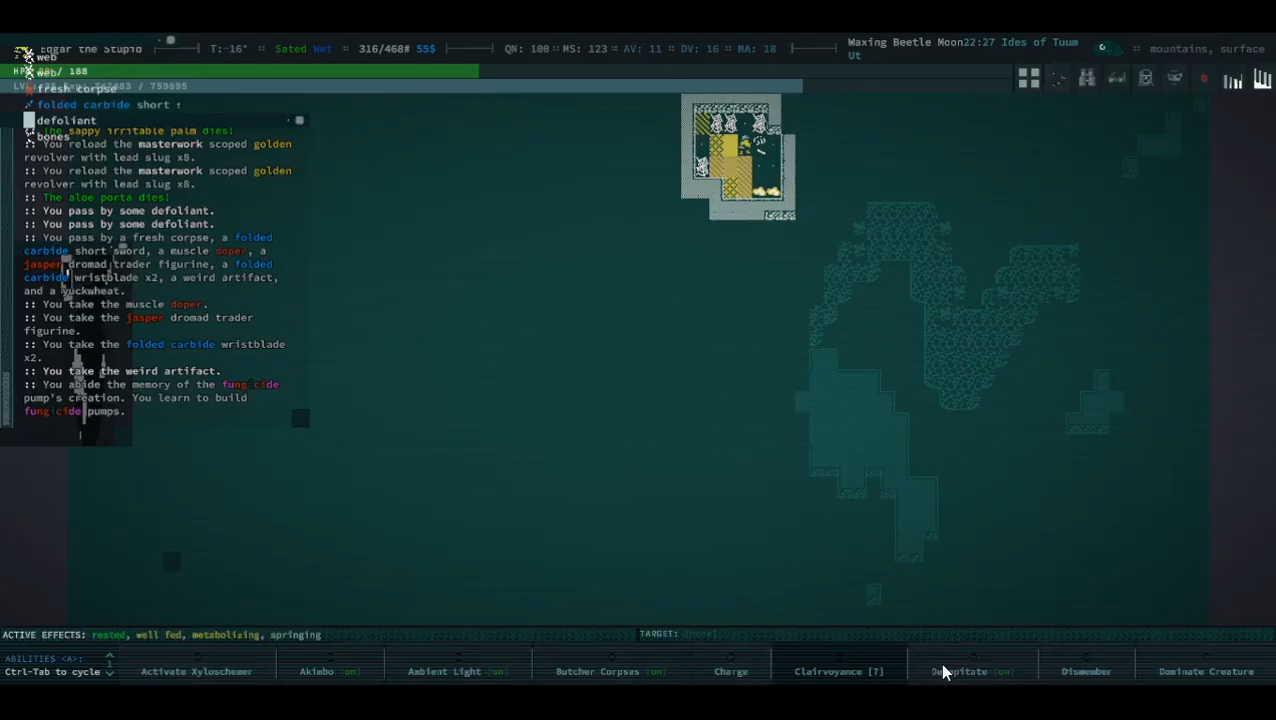 Edgar the Stupid T:-16° :: Sated Wet :: 316/468# 55$ QN: 100 :: MS: 123 :: AV: 11 :: DV: 16 :: MA: 18 Waxing Beetle Moon 22:27 Ides of Tuum Ut :: mountains, surface
/ 188
/ 759895
web
web
fresh corpse
folded carbide short
defoliant
bones
:: The sappy irritable palm dies!
:: You reload the masterwork scoped golden
revolver with lead slug x8.
:: You reload the masterwork scoped golden
revolver with lead slug x8.
:: The aloe porta dies!
:: You pass by some defoliant.
:: You pass by some defoliant.
:: You pass by a fresh corpse, a folded
carbide short sword, a muscle doper, a
jasper dromad trader figurine, a folded
carbide wristblade x2, a weird artifact,
and a yuckwheat.
:: You take the muscle doper.
:: You take the jasper dromad trader
figurine.
:: You take the folded carbide wristblade
x2.
:: You take the weird artifact.
:: You abide the memory of the fungicide
pump's creation. You learn to build
fungicide pumps.
ACTIVE EFFECTS: rested, well fed, metabolizing, springing
TARGET: [none]
ABILITIES <A>: 1
Ctrl-Tab to cycle
Activate Xyloschemer
Akimbo [on]
Ambient Light [on]
Butcher Corpses [on]
Charge
Clairvoyance [7]
Decapitate [on]
Dismember
Dominate Creature